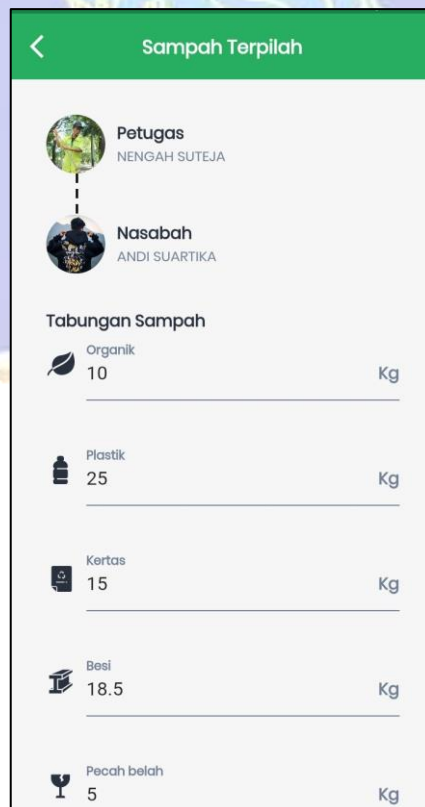 Sampah Terpilah
Petugas
NENGAH SUTEJA
Nasabah
ANDI SUARTIKA
Tabungan Sampah
Organik
10 Kg
Plastik
25 Kg
Kertas
15 Kg
Besi
18.5 Kg
Pecah belah
5 Kg